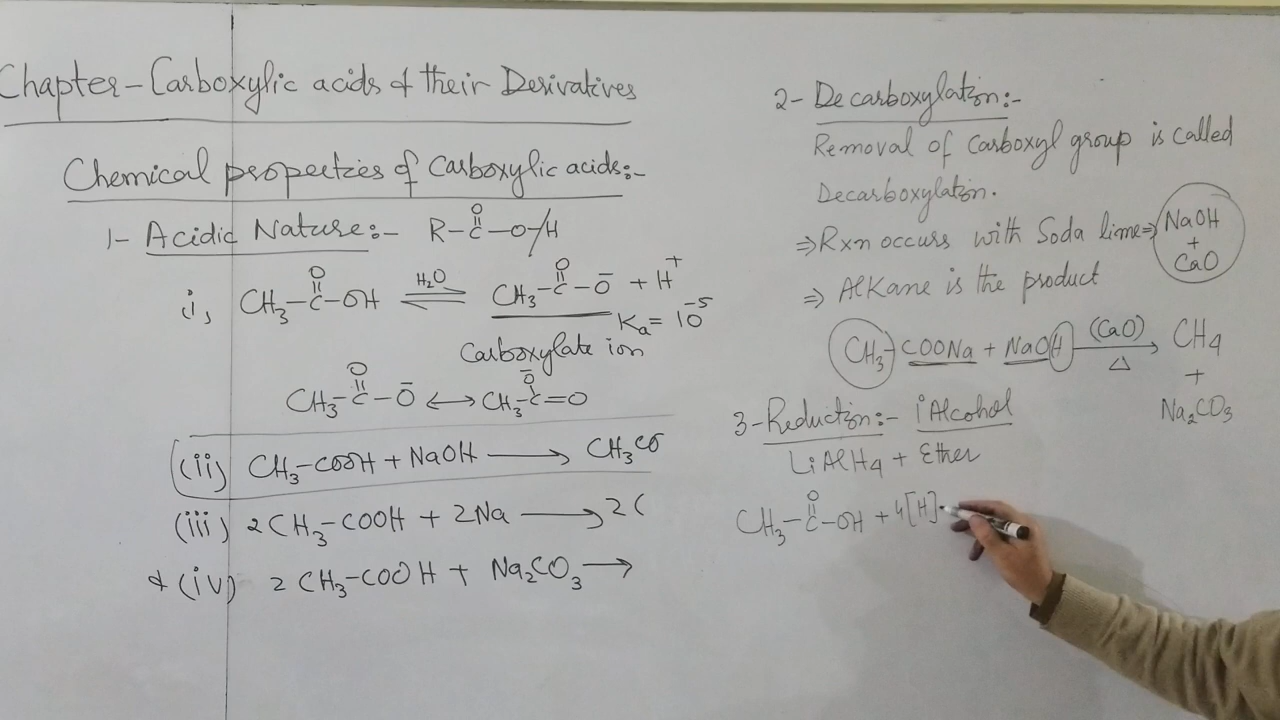 Chapter - Carboxylic acids & their Derivatives
Chemical properties of Carboxylic acids:-
1- Acidic Nature:- R-C-O/H
O
||
i, CH₃-C-OH ⇌ CH₃-C-O⁻ + H⁺
O
||
H₂O
O
||
Ka = 10⁻⁵
Carboxylate ion
CH₃-C-O⁻ ↔ CH₃-C=O
O
||
O⁻
(ii) CH₃-COOH + NaOH → CH₃CO
(iii) 2CH₃-COOH + 2Na → 2C
& (iv) 2CH₃-COOH + Na₂CO₃ →
2- Decarboxylation:-
Removal of Carboxyl group is called
Decarboxylation.
⇒ Rxn occurs with Soda lime ⇒ NaOH
+
CaO
⇒ Alkane is the product
CH₃-COONa + NaOH → CH4
(CaO)
△
+
Na₂CO₃
3- Reduction:- 1° Alcohol
LiAlH4 + Ether
CH₃-C-OH + 4[H]
O
||